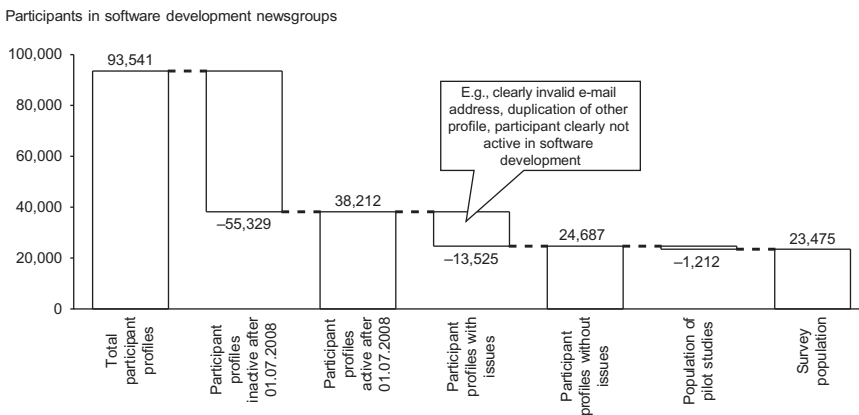 Participants in software development newsgroups
100,000
80,000
60,000
40,000
20,000
0
93,541
–55,329
38,212
–13,525
24,687
–1,212
23,475
E.g., clearly invalid e-mail
address, duplication of other
profile, participant clearly not
active in software
development
Total
participant
profiles
Participant
profiles
inactive after
01.07.2008
Participant
profiles
active after
01.07.2008
Participant
profiles with
issues
Participant
profiles without
issues
Population of
pilot studies
Survey
population